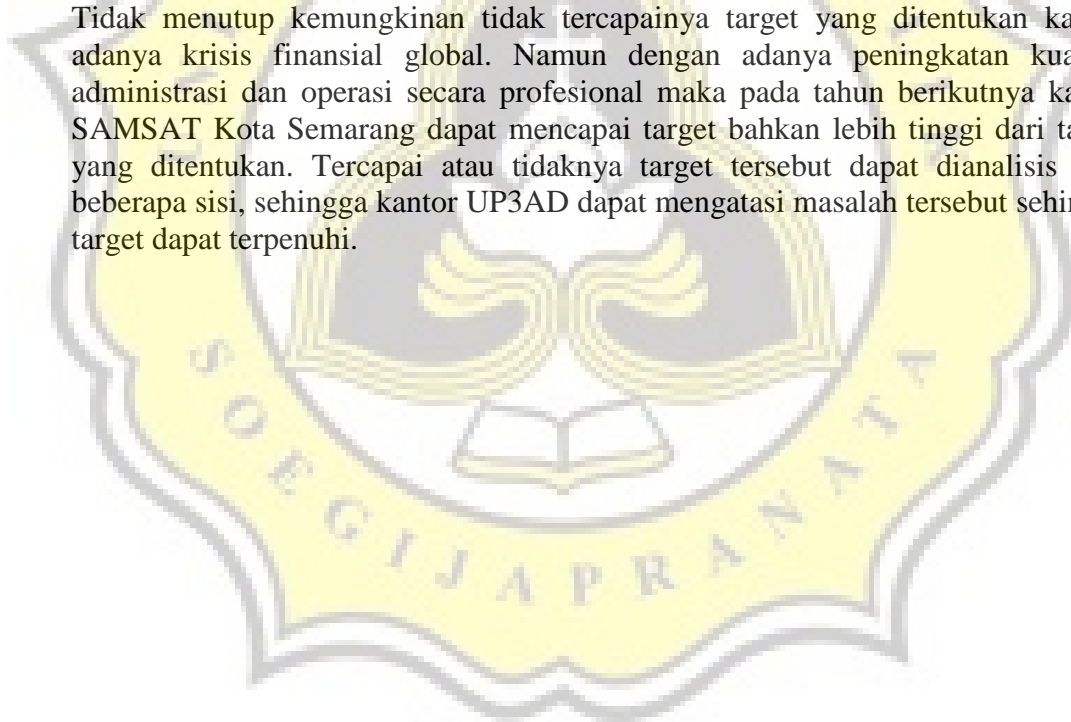 Tidak menutup kemungkinan tidak tercapainya target yang ditentukan ka
adanya krisis finansial global. Namun dengan adanya peningkatan kua
administrasi dan operasi secara profesional maka pada tahun berikutnya ka
SAMSAT Kota Semarang dapat mencapai target bahkan lebih tinggi dari ta
yang ditentukan. Tercapai atau tidaknya target tersebut dapat dianalisis
beberapa sisi, sehingga kantor UP3AD dapat mengatasi masalah tersebut sehin
target dapat terpenuhi.
SOEGIJAPRANATA